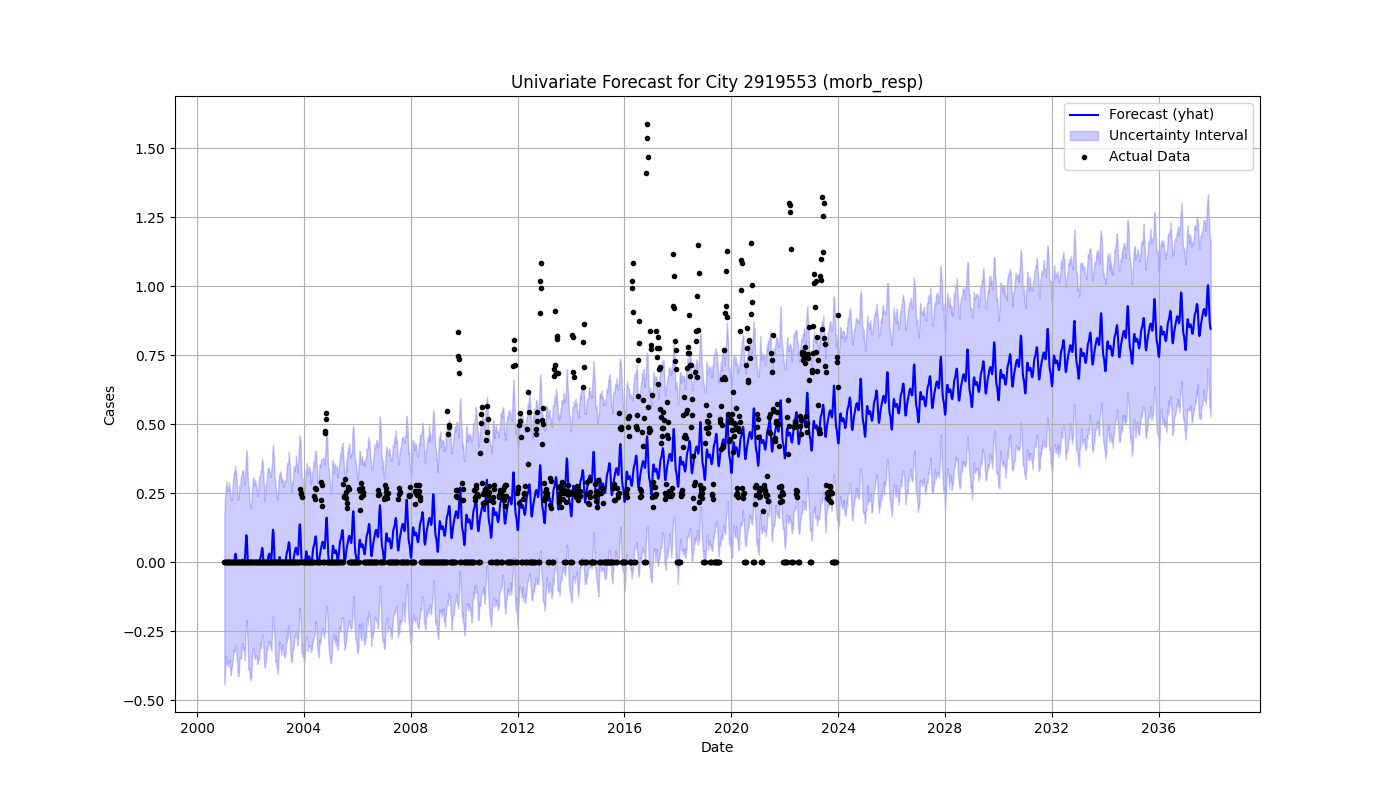 Univariate Forecast for City 2919553 (morb_resp)
Forecast (yhat)
Uncertainty Interval
Actual Data
Cases
1.50
1.25
1.00
0.75
0.50
0.25
0.00
−0.25
−0.50
2000 2004 2008 2012 2016 2020 2024 2028 2032 2036
Date